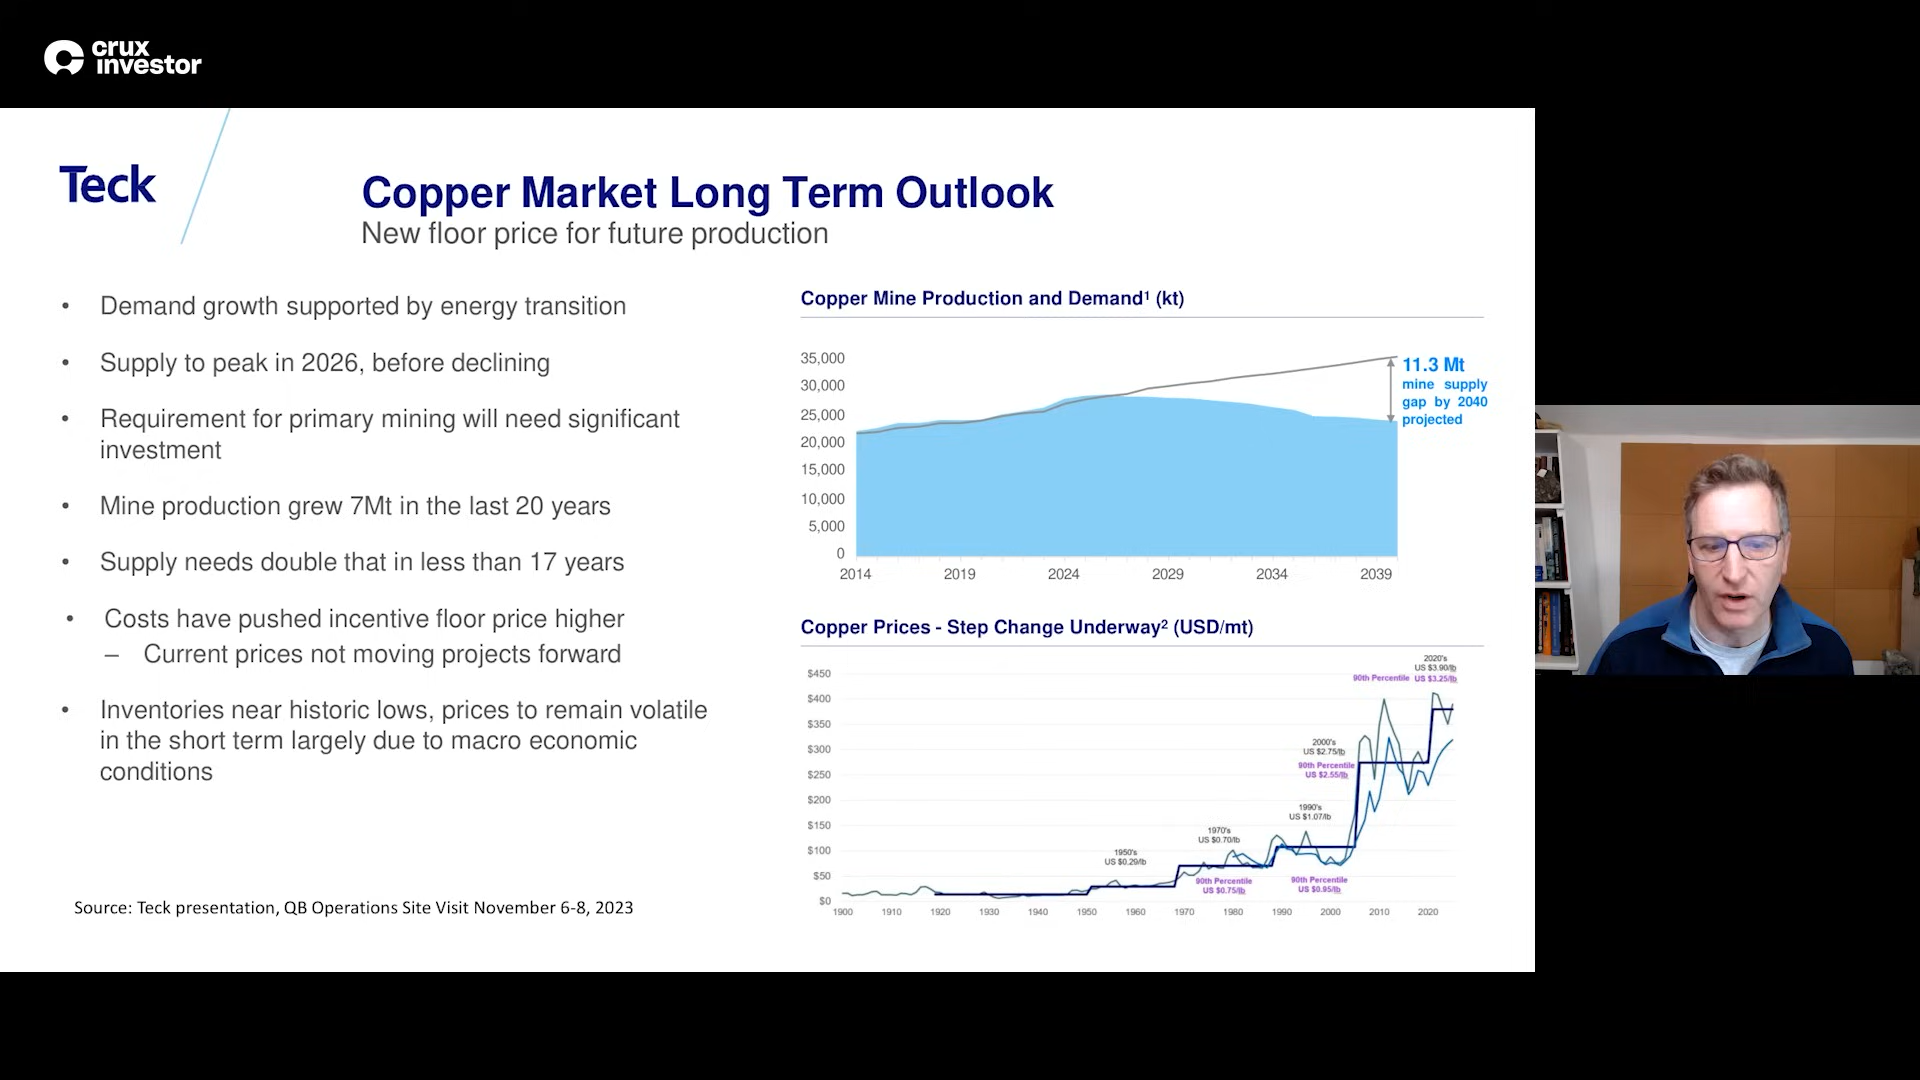 crux
investor
Teck
Copper Market Long Term Outlook
New floor price for future production
• Demand growth supported by energy transition
• Supply to peak in 2026, before declining
• Requirement for primary mining will need significant
investment
• Mine production grew 7Mt in the last 20 years
• Supply needs double that in less than 17 years
• Costs have pushed incentive floor price higher
– Current prices not moving projects forward
• Inventories near historic lows, prices to remain volatile
in the short term largely due to macro economic
conditions
Source: Teck presentation, QB Operations Site Visit November 6-8, 2023
Copper Mine Production and Demand¹ (kt)
35,000
30,000
25,000
20,000
15,000
10,000
5,000
0
2014 2019 2024 2029 2034 2039
11.3 Mt
mine supply
gap by 2040
projected
Copper Prices - Step Change Underway² (USD/mt)
$450
$400
$350
$300
$250
$200
$150
$100
$50
$0
1900 1910 1920 1930 1940 1950 1960 1970 1980 1990 2000 2010 2020
1950's
US $0.29/lb
1970's
US $0.70/lb
90th Percentile
US $0.75/lb
1990's
US $1.07/lb
90th Percentile
US $0.95/lb
2000's
US $2.75/lb
90th Percentile
US $2.55/lb
2020's
US $3.90/lb
90th Percentile US $3.25/lb